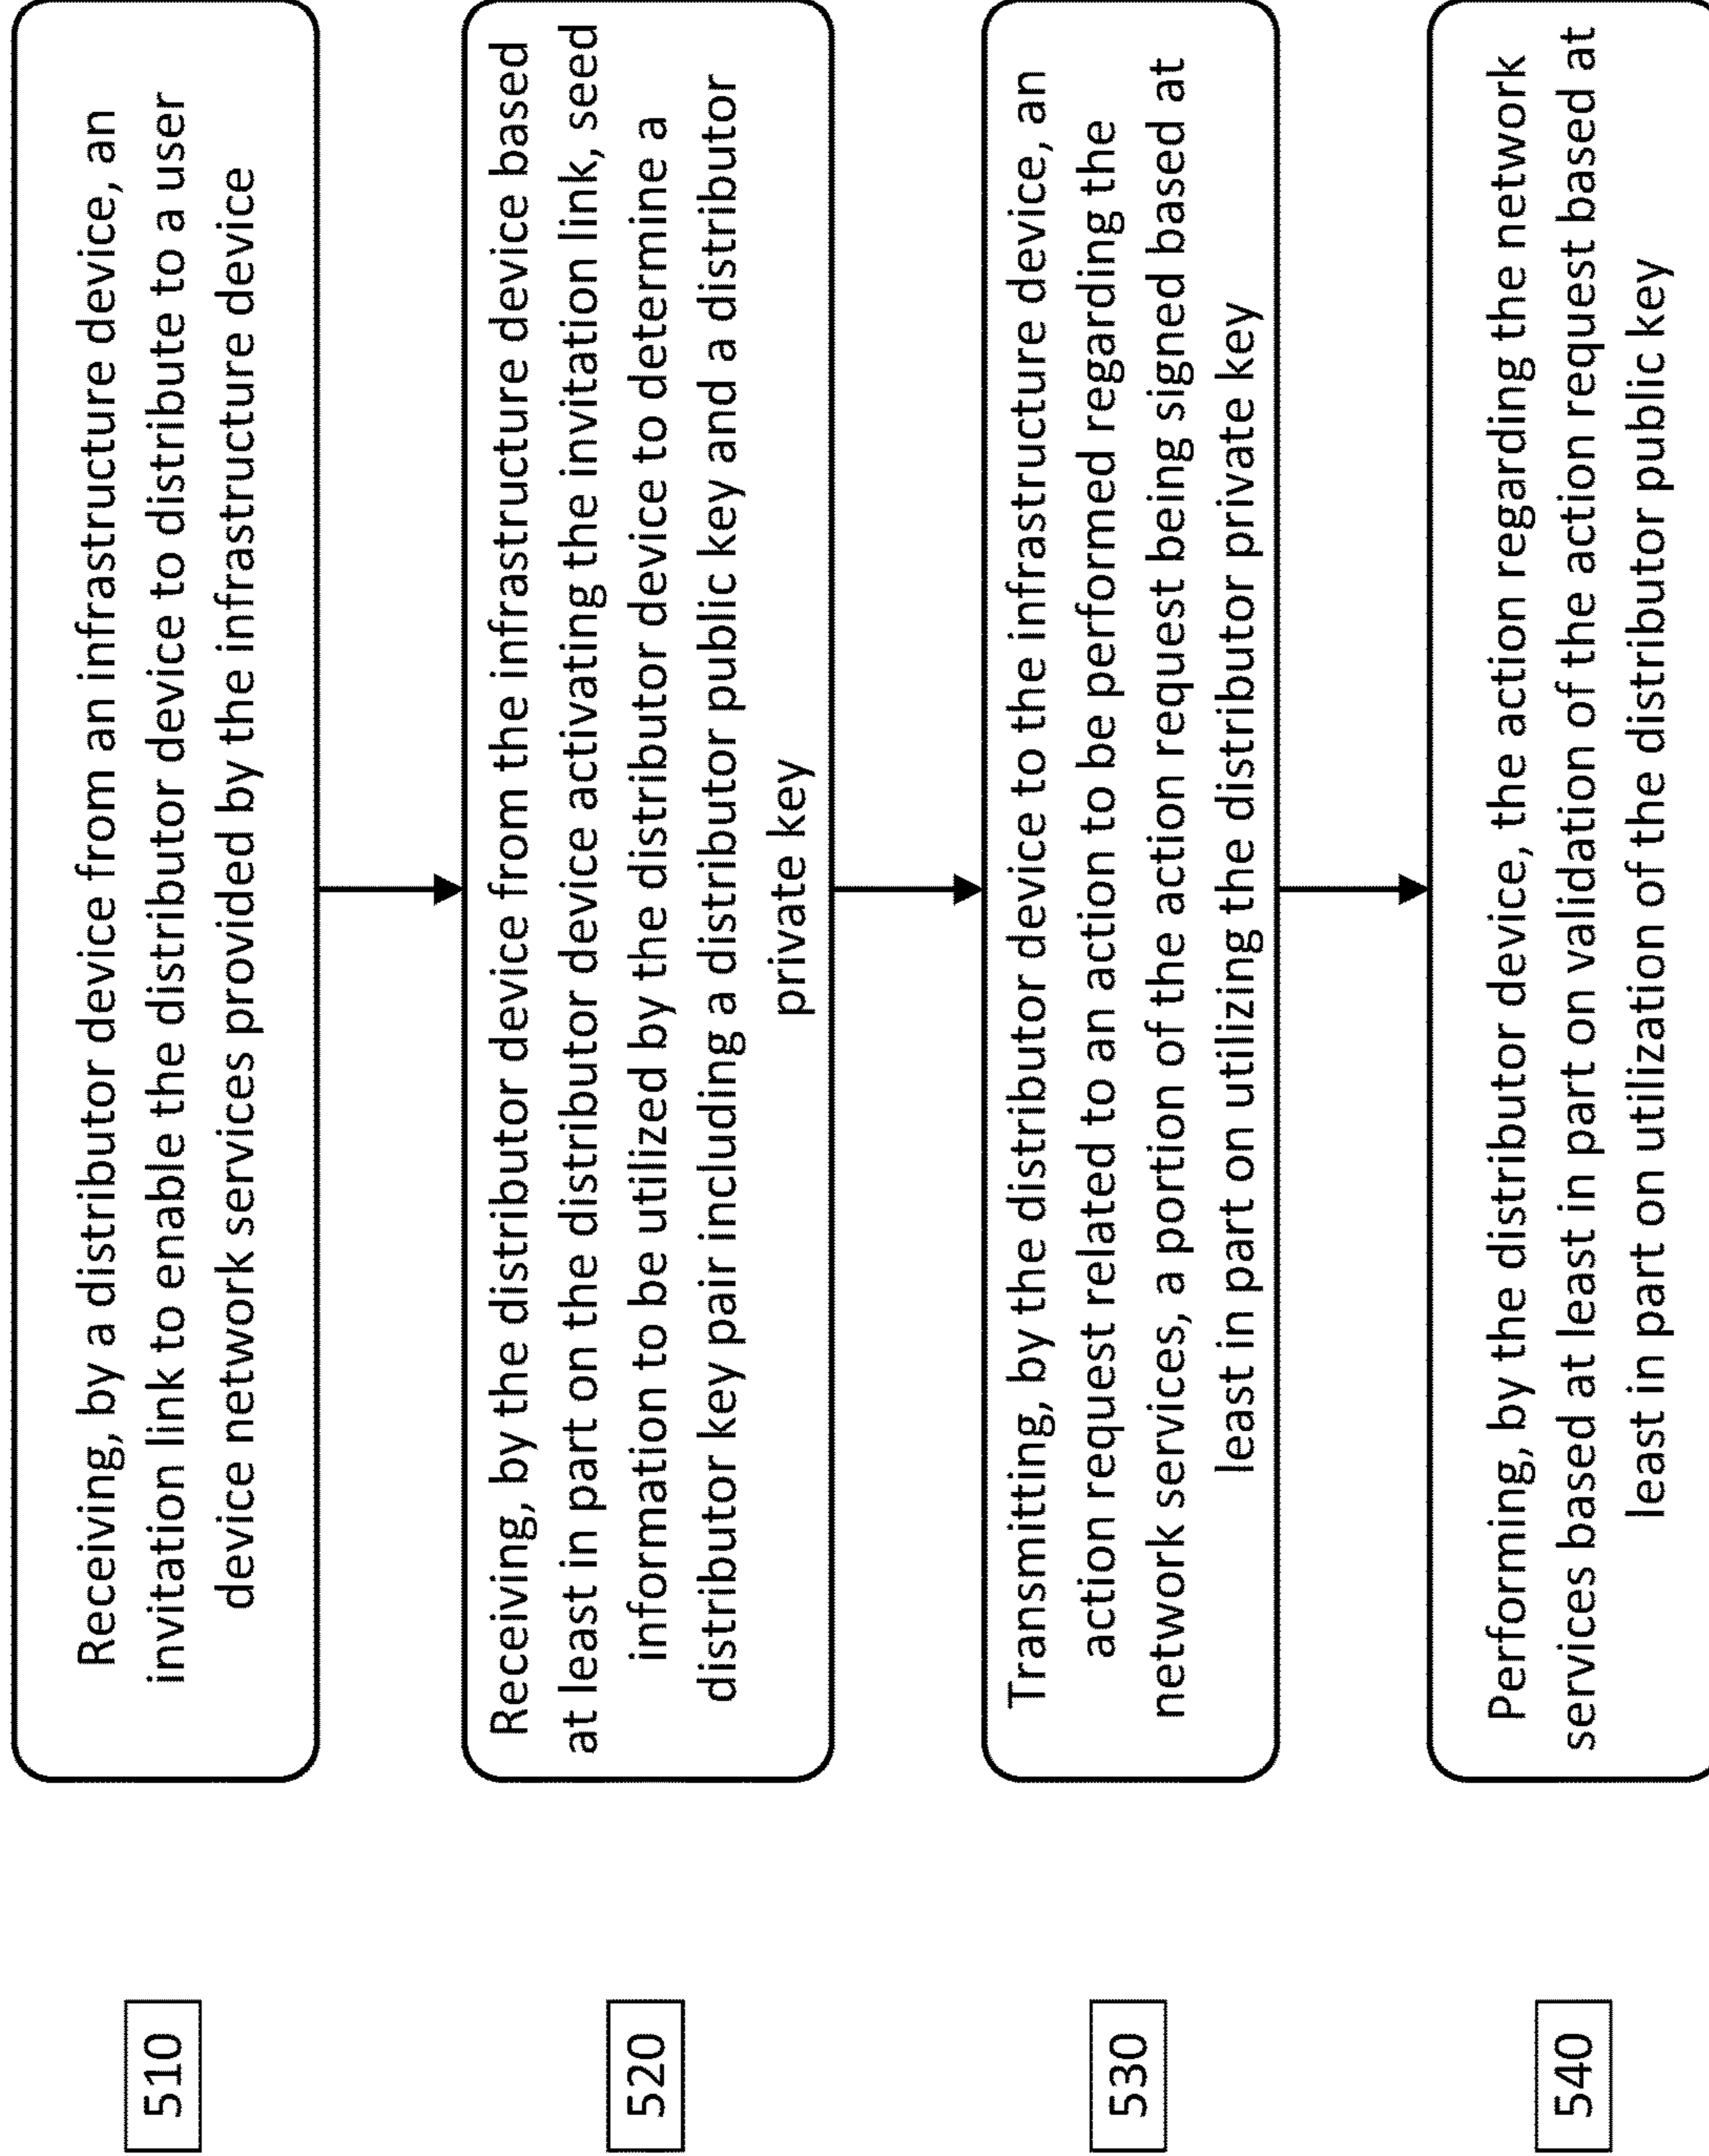 510
Receiving, by a distributor device from an infrastructure device, an
invitation link to enable the distributor device to distribute to a user
device network services provided by the infrastructure device
520
Receiving, by the distributor device from the infrastructure device based
at least in part on the distributor device activating the invitation link, seed
information to be utilized by the distributor device to determine a
distributor key pair including a distributor public key and a distributor
private key
530
Transmitting, by the distributor device to the infrastructure device, an
action request related to an action to be performed regarding the
network services, a portion of the action request being signed based at
least in part on utilizing the distributor private key
540
Performing, by the distributor device, the action regarding the network
services based at least in part on validation of the action request based at
least in part on utilization of the distributor public key